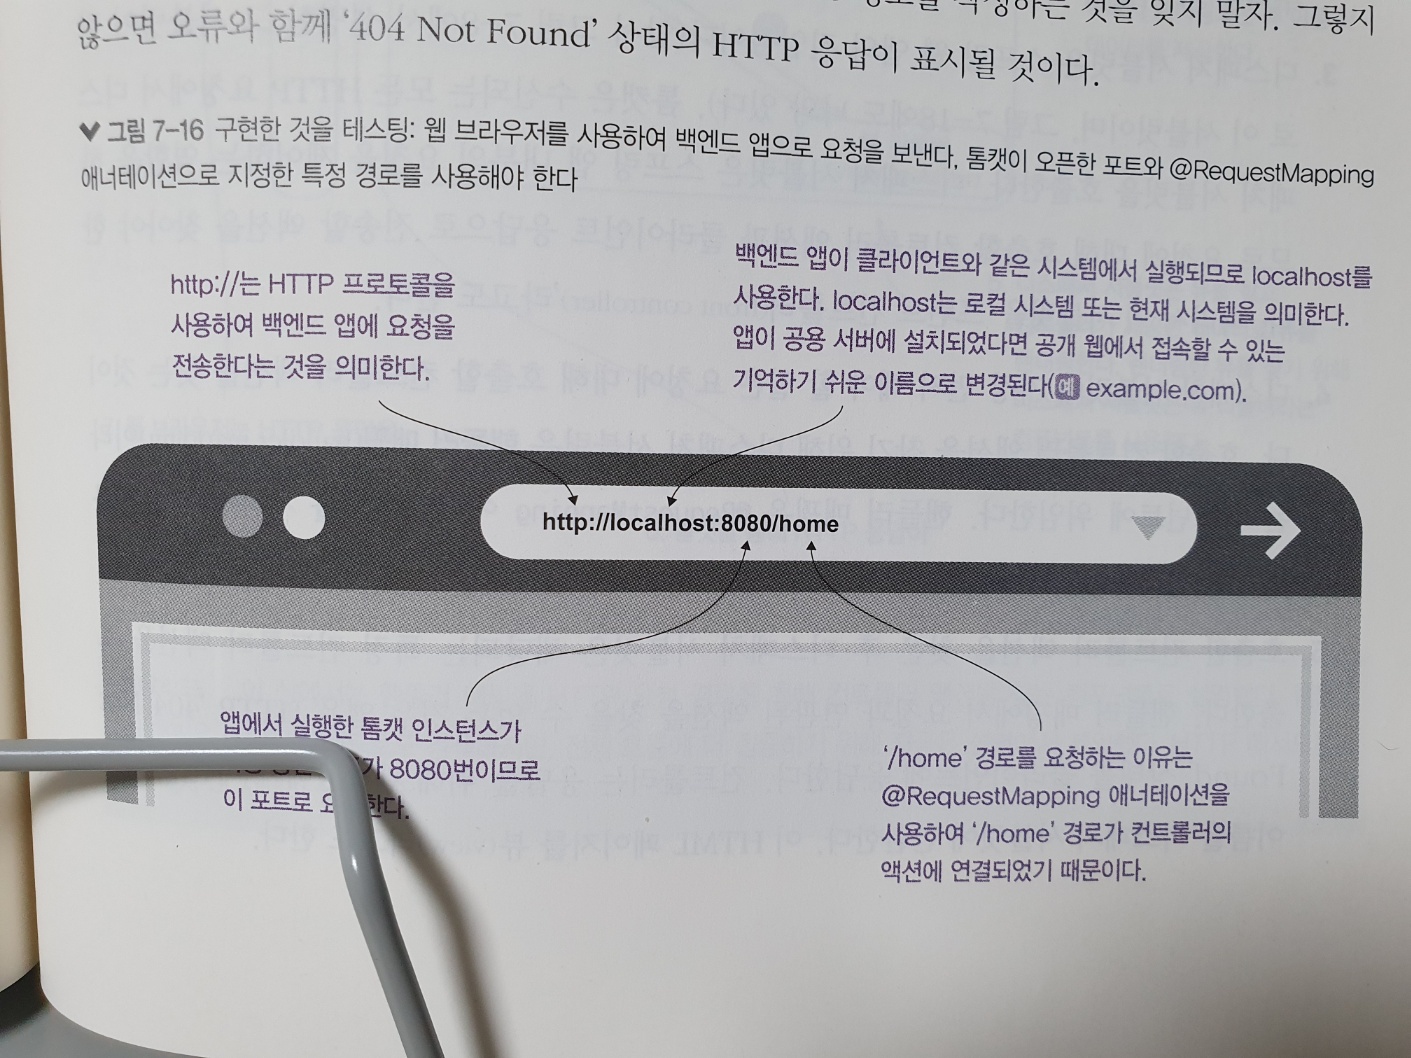 것을 잊지 말자. 그렇지
않으면 오류와 함께 ‘404 Not Found’ 상태의 HTTP 응답이 표시될 것이다.
그림 7-16 구현한 것을 테스팅: 웹 브라우저를 사용하여 백엔드 앱으로 요청을 보낸다. 톰캣이 오픈한 포트와 @RequestMapping
애너테이션으로 지정한 특정 경로를 사용해야 한다
http://는 HTTP 프로토콜을
사용하여 백엔드 앱에 요청을
전송한다는 것을 의미한다.
백엔드 앱이 클라이언트와 같은 시스템에서 실행되므로 localhost를
사용한다. localhost는 로컬 시스템 또는 현재 시스템을 의미한다.
앱이 공용 서버에 설치되었다면 공개 웹에서 접속할 수 있는
기억하기 쉬운 이름으로 변경된다(예 example.com).
http://localhost:8080/home
앱에서 실행한 톰캣 인스턴스가
8080번이므로
이 포트로 한다.
‘/home’ 경로를 요청하는 이유는
@RequestMapping 애너테이션을
사용하여 ‘/home’ 경로가 컨트롤러의
액션에 연결되었기 때문이다.